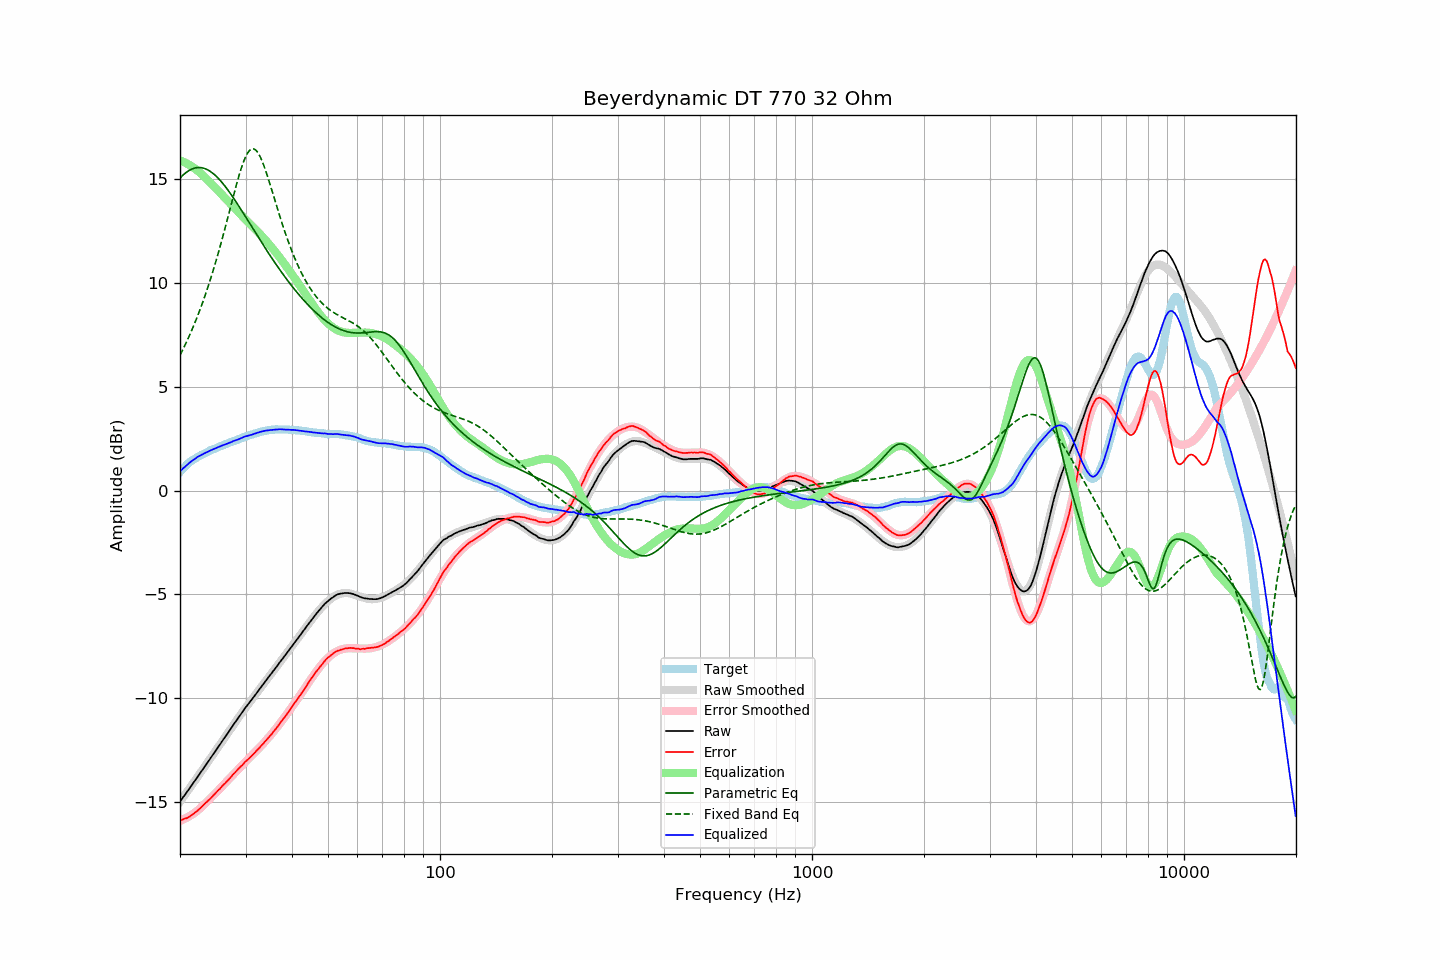 Beyerdynamic DT 770 32 Ohm
Amplitude (dBr)
15
10
5
0
−5
−10
−15
100
1000
10000
Frequency (Hz)
Target
Raw Smoothed
Error Smoothed
Raw
Error
Equalization
Parametric Eq
Fixed Band Eq
Equalized